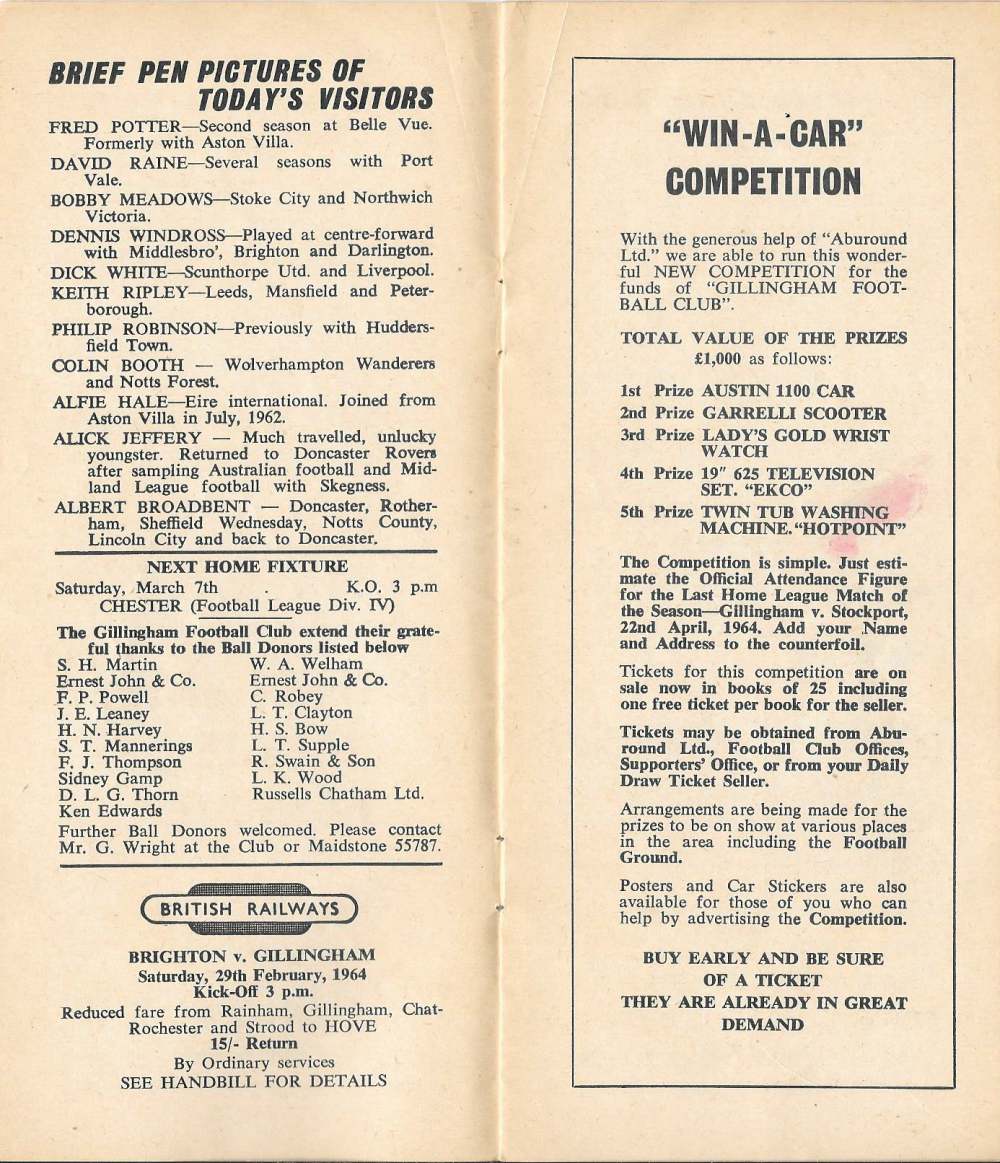 BRIEF PEN PICTURES OF
TODAY'S VISITORS
FRED POTTER—Second season at Belle Vue.
Formerly with Aston Villa.
DAVID RAINE—Several seasons with Port
Vale.
BOBBY MEADOWS—Stoke City and Northwich
Victoria.
DENNIS WINDROSS—Played at centre-forward
with Middlesbro', Brighton and Darlington.
DICK WHITE—Scunthorpe Utd. and Liverpool.
KEITH RIPLEY—Leeds, Mansfield and Peter-
borough.
PHILIP ROBINSON—Previously with Hudders-
field Town.
COLIN BOOTH — Wolverhampton Wanderers
and Notts Forest.
ALFIE HALE—Eire international. Joined from
Aston Villa in July, 1962.
ALICK JEFFERY — Much travelled, unlucky
youngster. Returned to Doncaster Rovers
after sampling Australian football and Mid-
land League football with Skegness.
ALBERT BROADBENT — Doncaster, Rother-
ham, Sheffield Wednesday, Notts County,
Lincoln City and back to Doncaster.
NEXT HOME FIXTURE
Saturday, March 7th . K.O. 3 p.m
CHESTER (Football League Div. IV)
The Gillingham Football Club extend their grate-
ful thanks to the Ball Donors listed below
S. H. Martin
Ernest John & Co.
F. P. Powell
J. E. Leaney
H. N. Harvey
S. T. Mannerings
F. J. Thompson
Sidney Gamp
D. L. G. Thorn
Ken Edwards
W. A. Welham
Ernest John & Co.
C. Robey
L. T. Clayton
H. S. Bow
L. T. Supple
R. Swain & Son
L. K. Wood
Russells Chatham Ltd.
Further Ball Donors welcomed. Please contact
Mr. G. Wright at the Club or Maidstone 55787.
BRITISH RAILWAYS
BRIGHTON v. GILLINGHAM
Saturday, 29th February, 1964
Kick-Off 3 p.m.
Reduced fare from Rainham, Gillingham, Chat-
Rochester and Strood to HOVE
15/- Return
By Ordinary services
SEE HANDBILL FOR DETAILS
"WIN-A-CAR"
COMPETITION
With the generous help of "Aburound
Ltd." we are able to run this wonder-
ful NEW COMPETITION for the
funds of "GILLINGHAM FOOT-
BALL CLUB".
TOTAL VALUE OF THE PRIZES
£1,000 as follows:
1st Prize AUSTIN 1100 CAR
2nd Prize GARRELLI SCOOTER
3rd Prize LADY'S GOLD WRIST
WATCH
4th Prize 19" 625 TELEVISION
SET. "EKCO"
5th Prize TWIN TUB WASHING
MACHINE. "HOTPOINT"
The Competition is simple. Just esti-
mate the Official Attendance Figure
for the Last Home League Match of
the Season—Gillingham v. Stockport,
22nd April, 1964. Add your Name
and Address to the counterfoil.
Tickets for this competition are on
sale now in books of 25 including
one free ticket per book for the seller.
Tickets may be obtained from Abu-
round Ltd., Football Club Offices,
Supporters' Office, or from your Daily
Draw Ticket Seller.
Arrangements are being made for the
prizes to be on show at various places
in the area including the Football
Ground.
Posters and Car Stickers are also
available for those of you who can
help by advertising the Competition.
BUY EARLY AND BE SURE
OF A TICKET
THEY ARE ALREADY IN GREAT
DEMAND